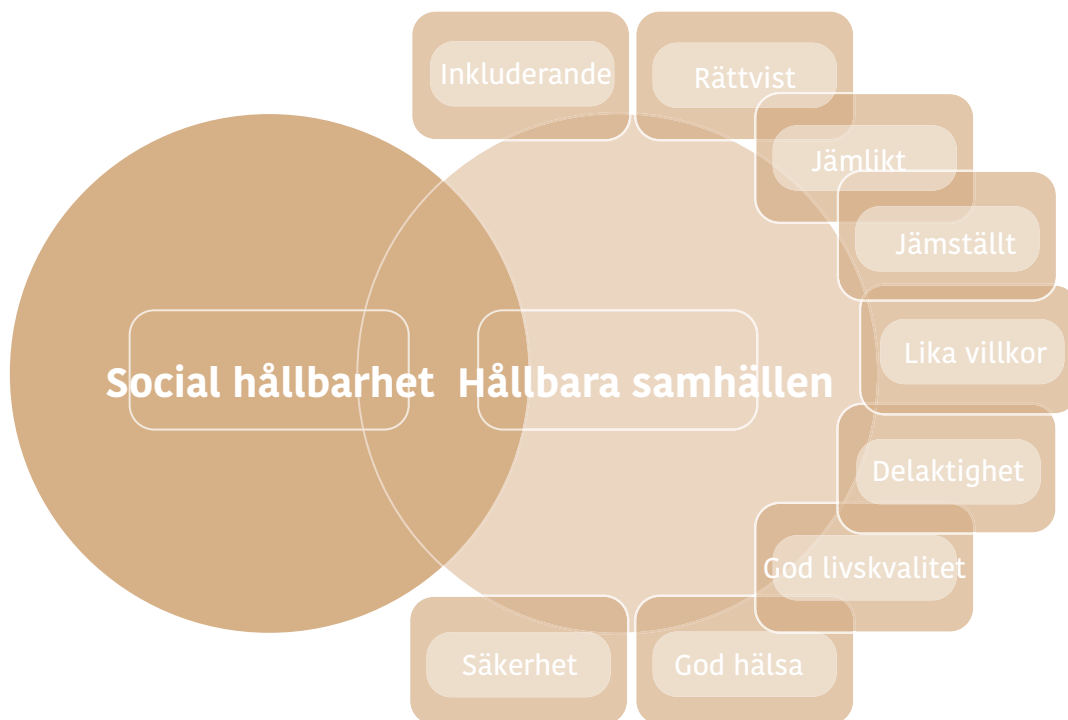 Inkluderande
Rättvist
Jämlikt
Jämställt
Social hållbarhet
Hållbara samhällen
Lika villkor
Delaktighet
God livskvalitet
Säkerhet
God hälsa